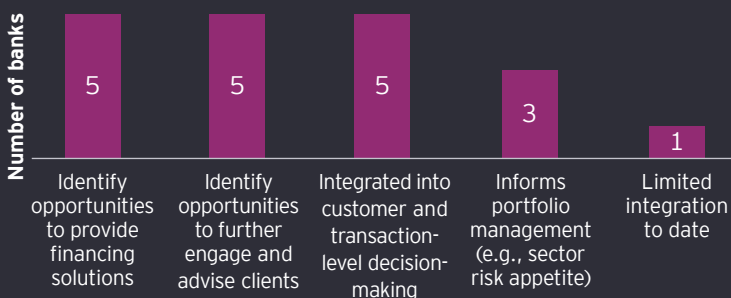 Number of banks
5
5
5
3
1
Identify
opportunities
to provide
financing
solutions
Identify
opportunities
to further
engage and
advise clients
Integrated into
customer and
transaction-
level decision-
making
Informs
portfolio
management
(e.g., sector
risk appetite)
Limited
integration
to date